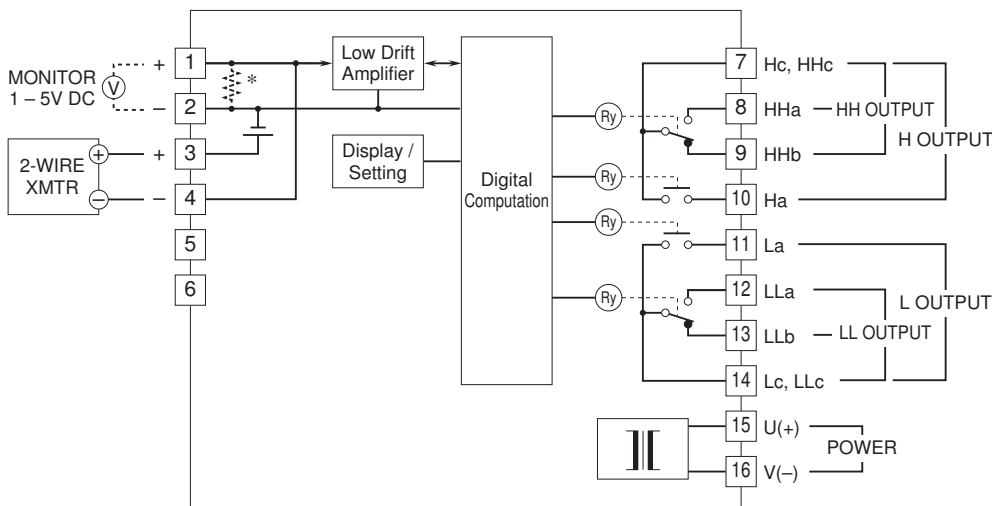 MONITOR
1 – 5V DC
+
V
–
1
2
*
2-WIRE
XMTR
+
–
+
–
3
4
5
6
Low Drift
Amplifier
Display /
Setting
Digital
Computation
Ry
Ry
Ry
Ry
7 Hc, HHc
8 HHa
HH OUTPUT
9 HHb
H OUTPUT
10 Ha
11 La
12 LLa
L OUTPUT
13 LLb
LL OUTPUT
14 Lc, LLc
15 U(+)
POWER
16 V(–)